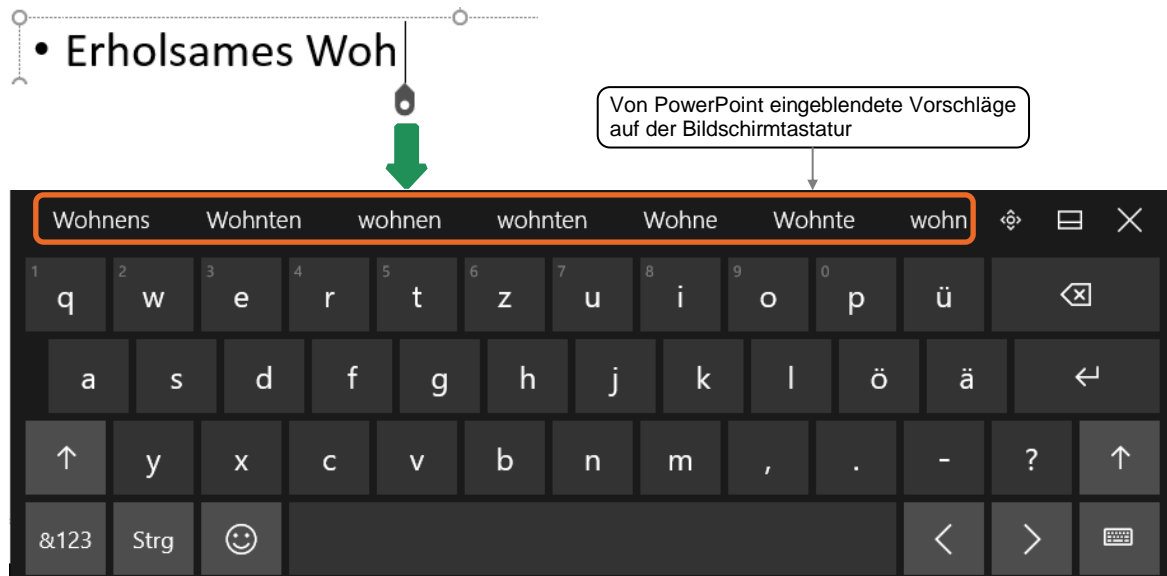 • Erholsames Woh
Von PowerPoint eingeblendete Vorschläge
auf der Bildschirmtastatur
Wohnens Wohnten wohnen wohnten Wohne Wohnte wohn
1 2 3 4 5 6 7 8 9 0
q w e r t z u i o p ü
a s d f g h j k l ö ä
y x c v b n m , . - ?
&123 Strg